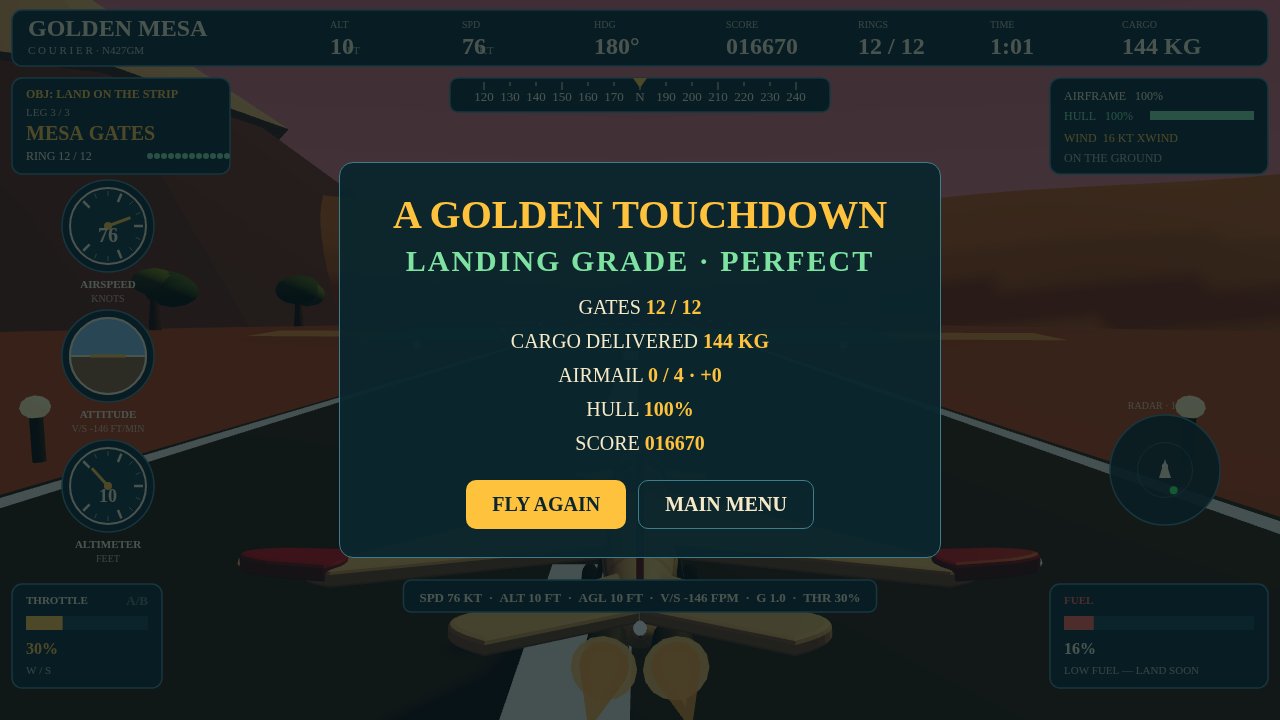 GOLDEN MESA
COURIER · N427GM
ALT
10 FT
SPD
76 KT
HDG
180°
SCORE
016670
RINGS
12 / 12
TIME
1:01
CARGO
144 KG
OBJ: LAND ON THE STRIP
LEG 3 / 3
MESA GATES
RING 12 / 12
120 130 140 150 160 170 N 190 200 210 220 230 240
AIRFRAME 100%
HULL 100%
WIND 16 KT XWIND
ON THE GROUND
76
AIRSPEED
KNOTS
ATTITUDE
V/S -146 FT/MIN
10
ALTIMETER
FEET
A GOLDEN TOUCHDOWN
LANDING GRADE · PERFECT
GATES 12 / 12
CARGO DELIVERED 144 KG
AIRMAIL 0 / 4 · +0
HULL 100%
SCORE 016670
FLY AGAIN
MAIN MENU
RADAR ·
SPD 76 KT · ALT 10 FT · AGL 10 FT · V/S -146 FPM · G 1.0 · THR 30%
THROTTLE A/B
30%
W / S
FUEL
16%
LOW FUEL — LAND SOON